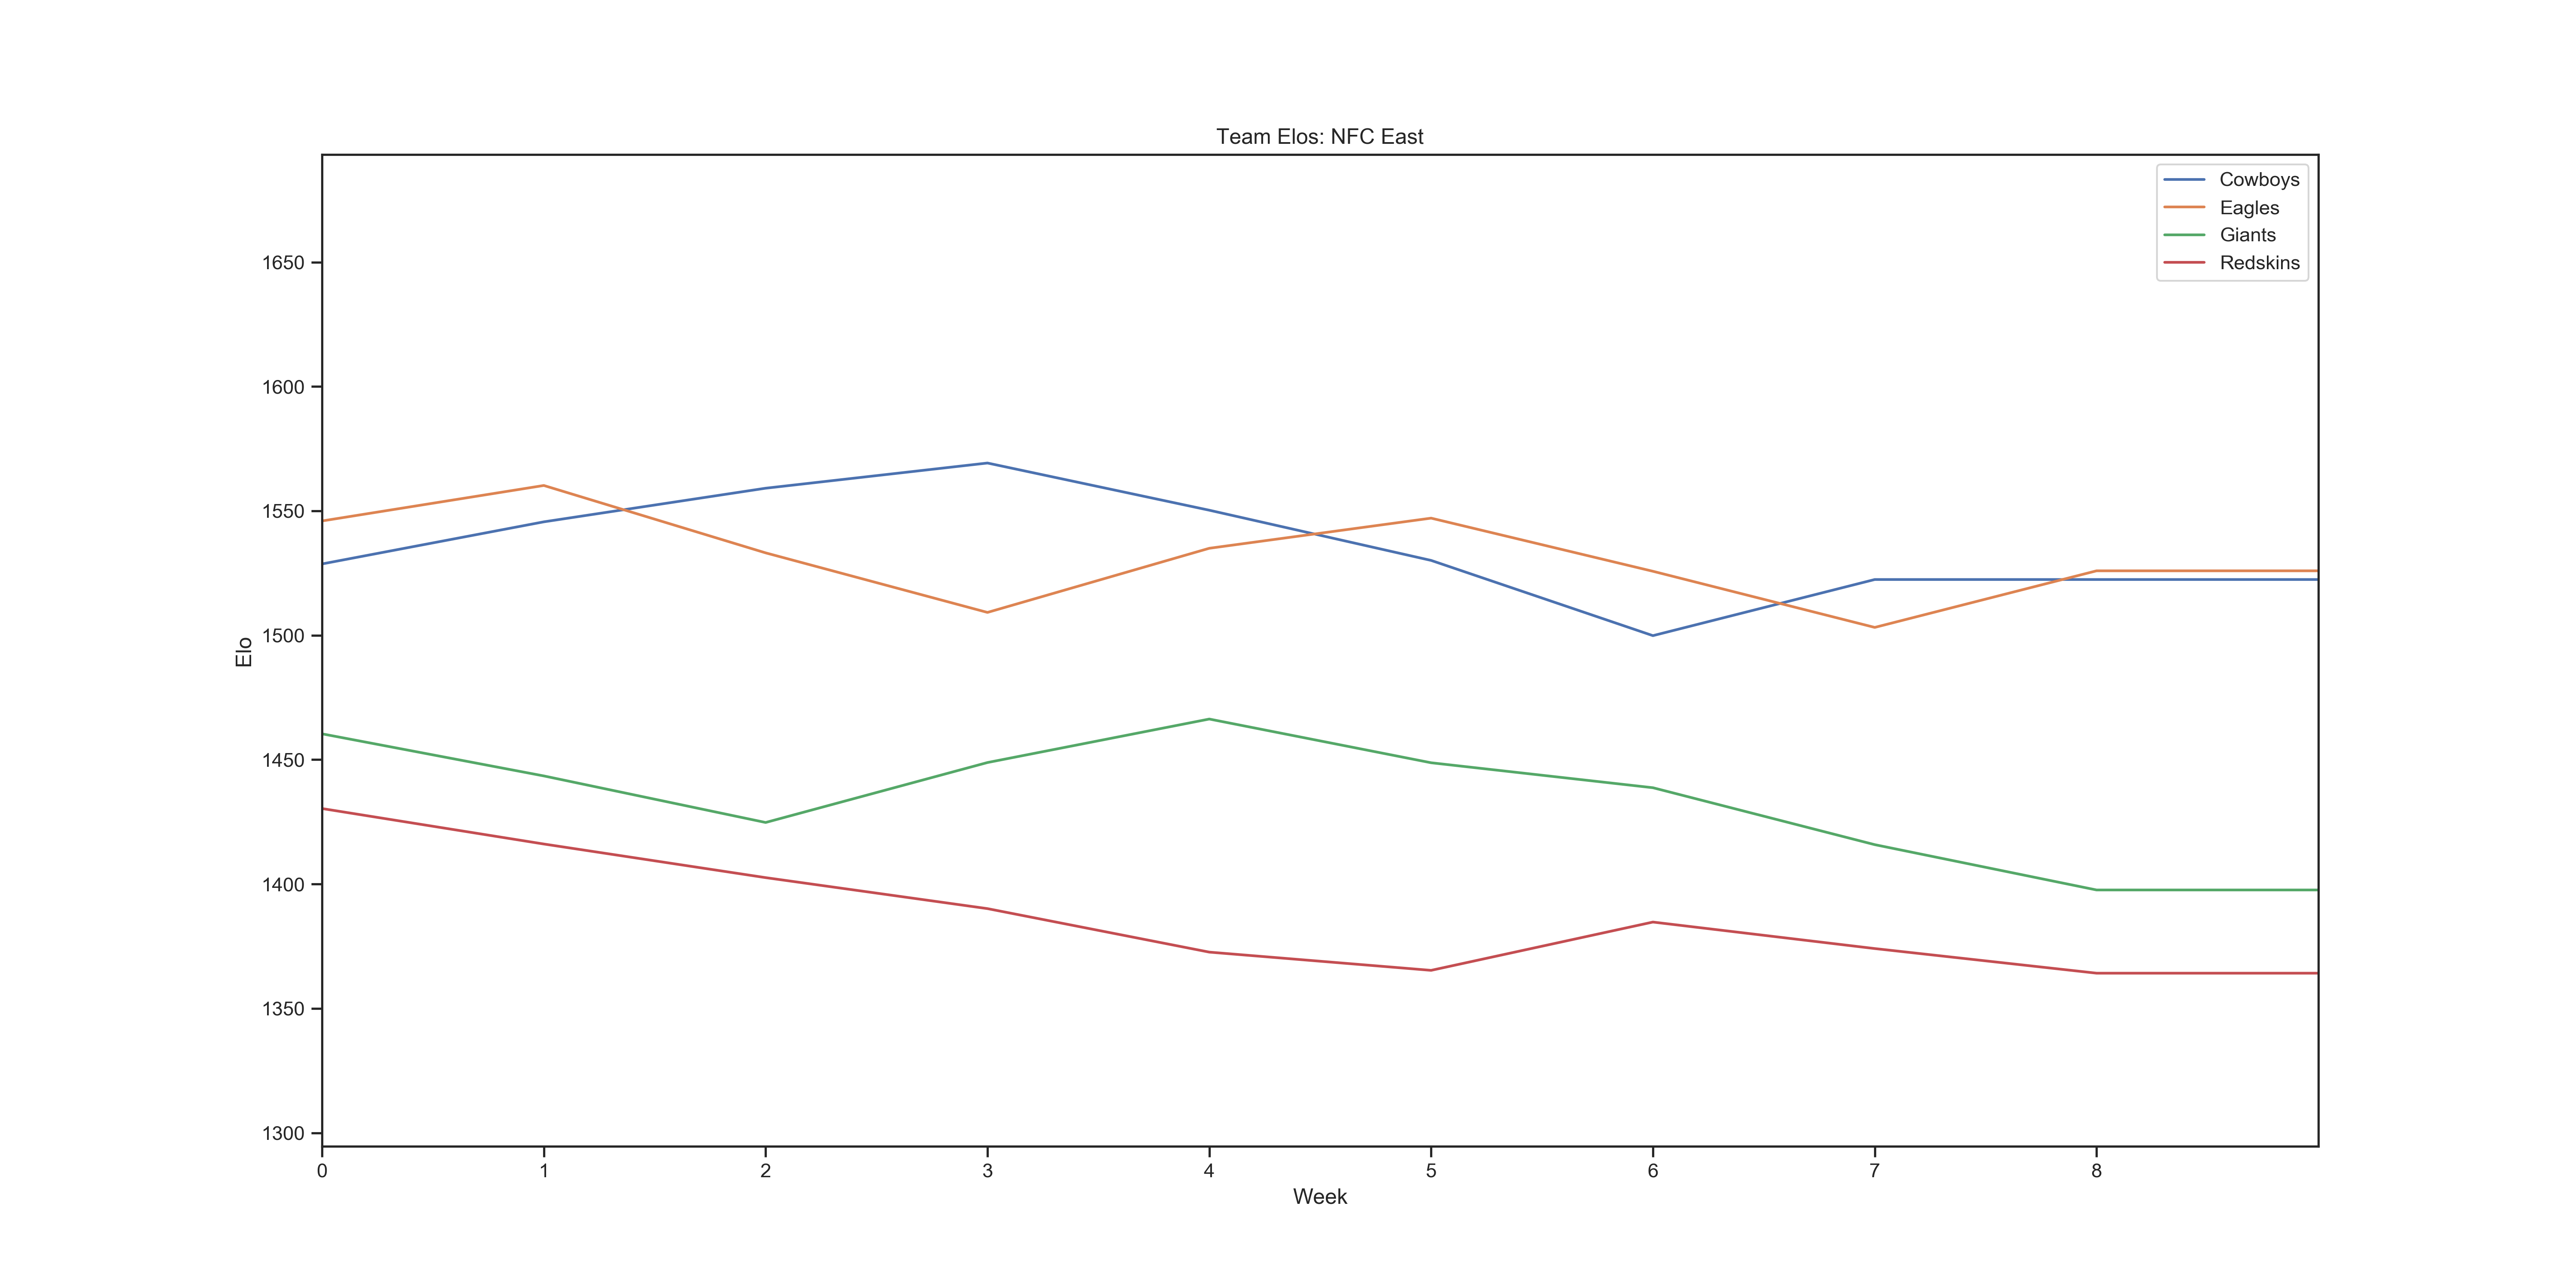 Team Elos: NFC East
Cowboys
Eagles
Giants
Redskins
1650
1600
1550
1500
1450
1400
1350
1300
Elo
0 1 2 3 4 5 6 7 8
Week